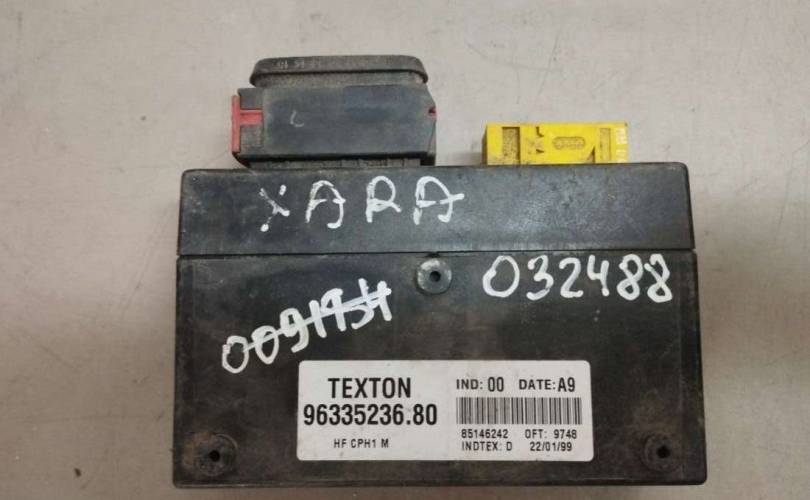 XARA
032488
0091934
TEXTON
96335236.80
HF CPH1 M
IND: 00 DATE: A9
85146242 OFT: 9748
INDTEX: D 22/01/99